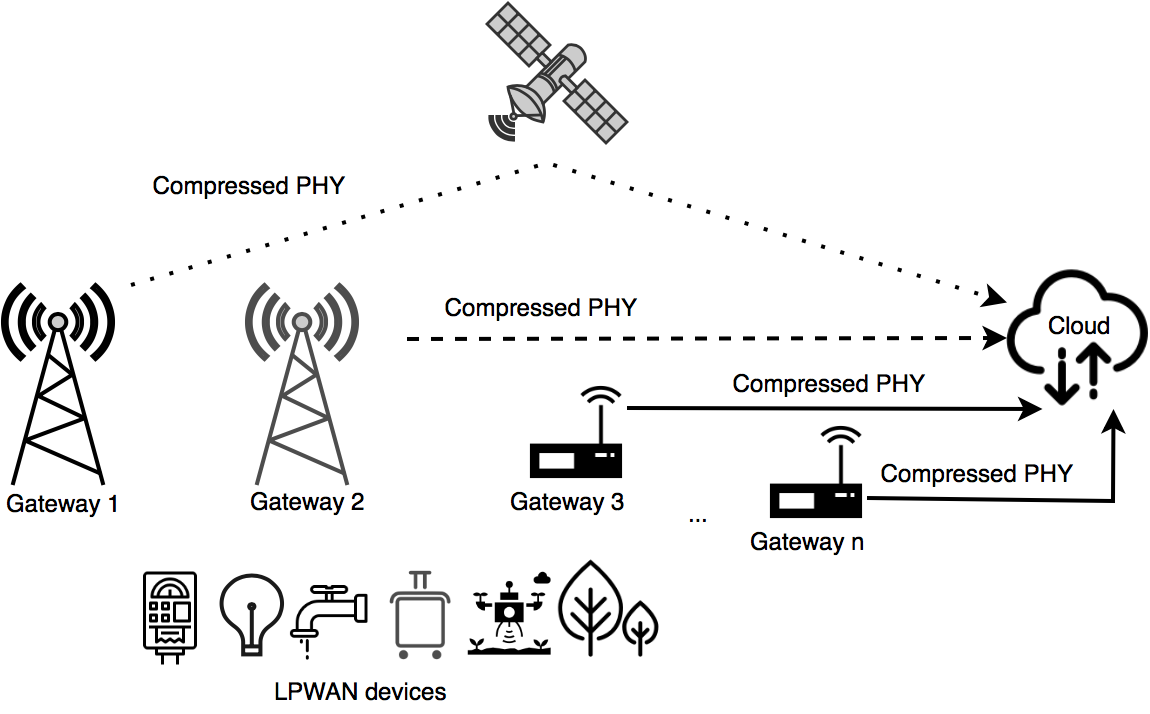 Compressed PHY
Compressed PHY
Cloud
Compressed PHY
Compressed PHY
Gateway 1
Gateway 2
Gateway 3
...
Gateway n
LPWAN devices